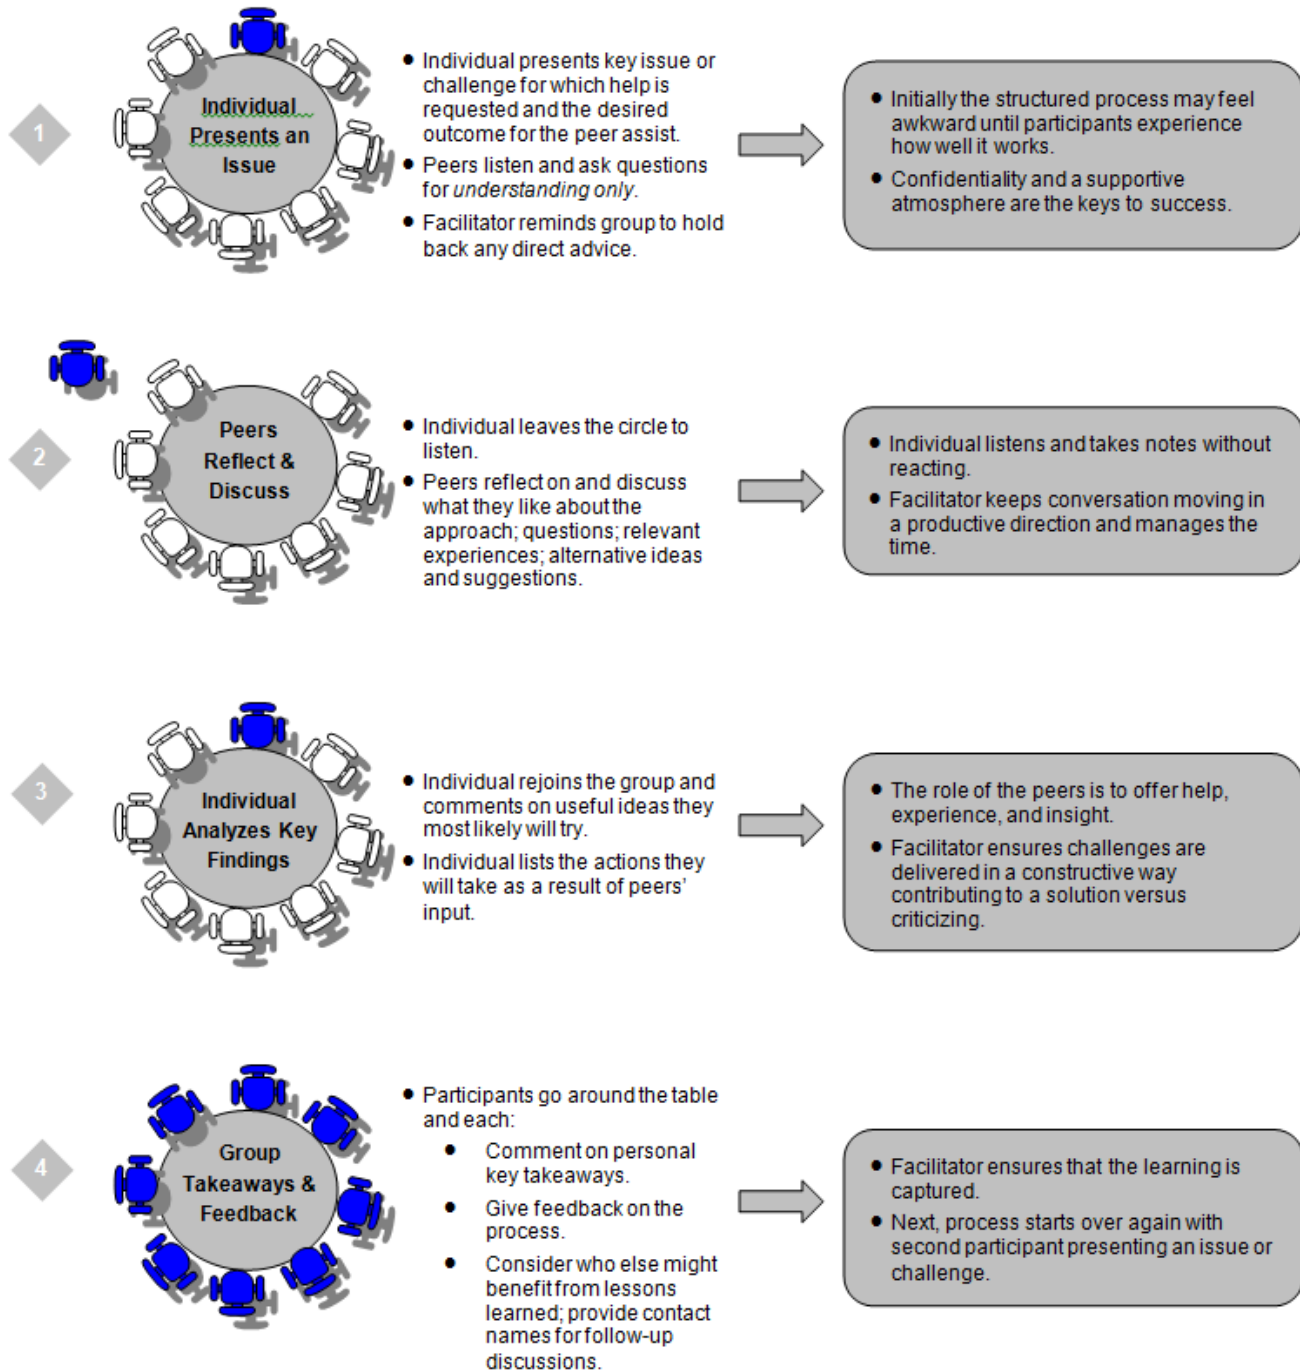 1
Individual
Presents an
Issue
● Individual presents key issue or
challenge for which help is
requested and the desired
outcome for the peer assist.
● Peers listen and ask questions
for understanding only.
● Facilitator reminds group to hold
back any direct advice.
● Initially the structured process may feel
awkward until participants experience
how well it works.
● Confidentiality and a supportive
atmosphere are the keys to success.
2
Peers
Reflect &
Discuss
● Individual leaves the circle to
listen.
● Peers reflect on and discuss
what they like about the
approach; questions; relevant
experiences; alternative ideas
and suggestions.
● Individual listens and takes notes without
reacting.
● Facilitator keeps conversation moving in
a productive direction and manages the
time.
3
Individual
Analyzes Key
Findings
● Individual rejoins the group and
comments on useful ideas they
most likely will try.
● Individual lists the actions they
will take as a result of peers'
input.
● The role of the peers is to offer help,
experience, and insight.
● Facilitator ensures challenges are
delivered in a constructive way
contributing to a solution versus
criticizing.
4
Group
Takeaways &
Feedback
● Participants go around the table
and each:
● Comment on personal
key takeaways.
● Give feedback on the
process.
● Consider who else might
benefit from lessons
learned; provide contact
names for follow-up
discussions.
● Facilitator ensures that the learning is
captured.
● Next, process starts over again with
second participant presenting an issue or
challenge.